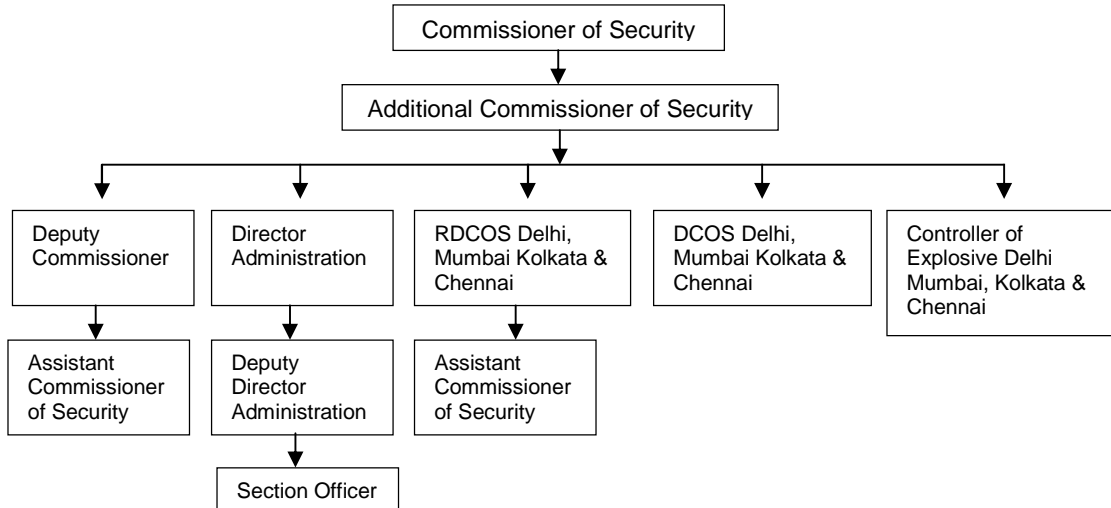 Commissioner of Security
Additional Commissioner of Security
Deputy
Commissioner
Director
Administration
RDCOS Delhi,
Mumbai Kolkata &
Chennai
DCOS Delhi,
Mumbai Kolkata &
Chennai
Controller of
Explosive Delhi
Mumbai, Kolkata &
Chennai
Assistant
Commissioner
of Security
Deputy
Director
Administration
Assistant
Commissioner
of Security
Section Officer